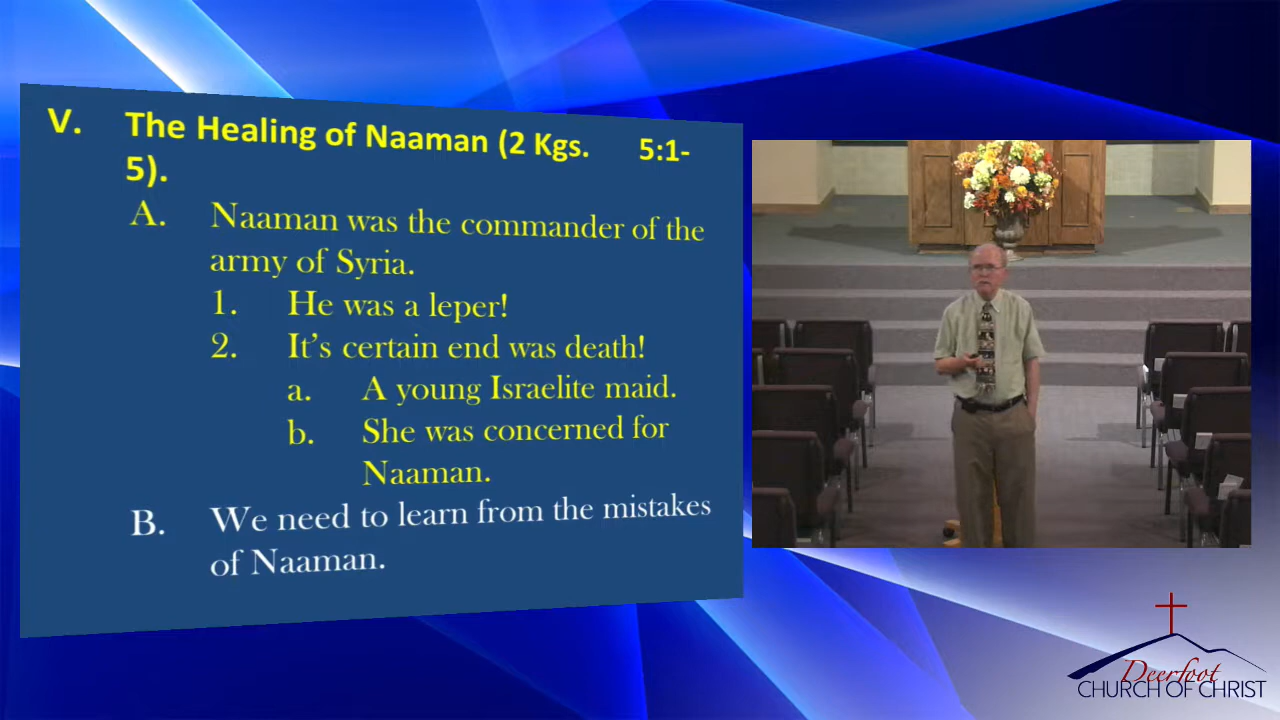 V. The Healing of Naaman (2 Kgs. 5:1-
5).
A. Naaman was the commander of the
army of Syria.
1. He was a leper!
2. It's certain end was death!
a. A young Israelite maid.
b. She was concerned for
Naaman.
B. We need to learn from the mistakes
of Naaman.
Deerfoot
CHURCH OF CHRIST